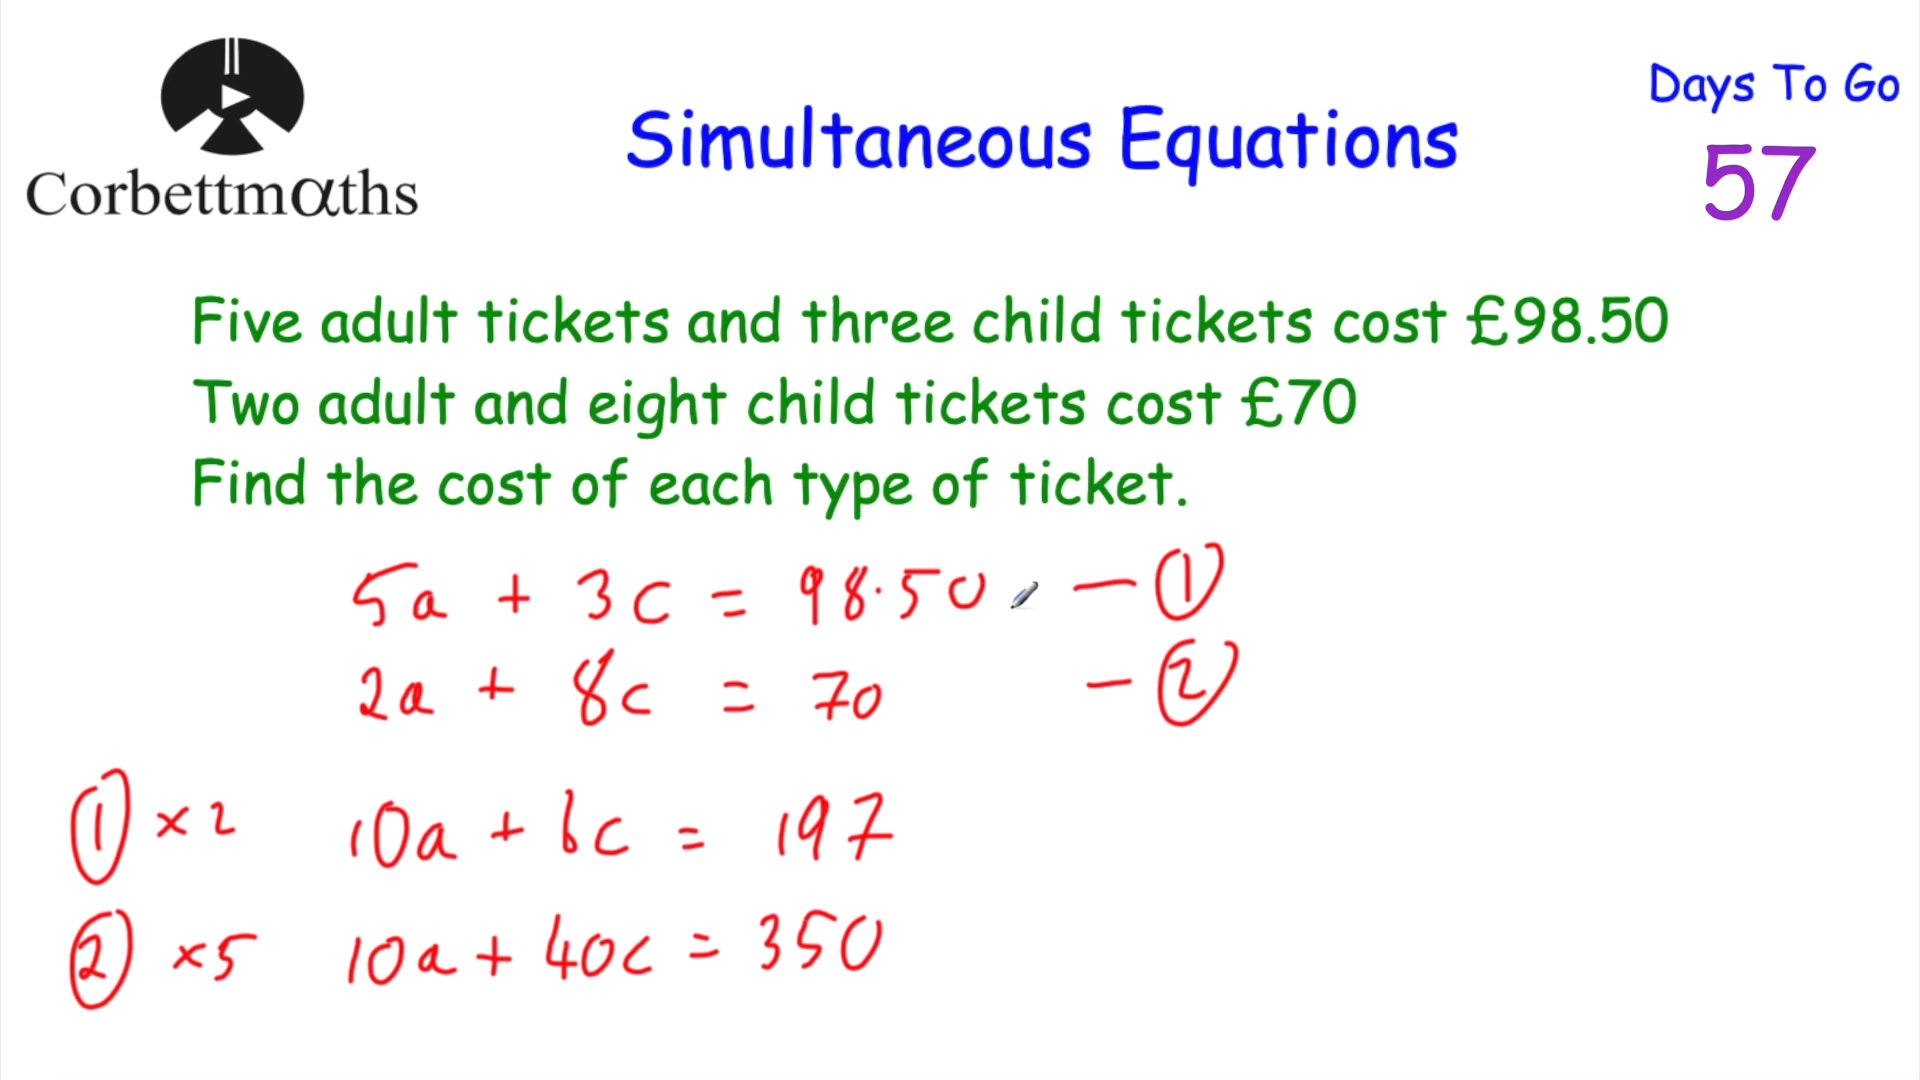 Corbettmαths
Simultaneous Equations
Days To Go
57
Five adult tickets and three child tickets cost £98.50
Two adult and eight child tickets cost £70
Find the cost of each type of ticket.
5a + 3c = 98.50 - ①
2a + 8c = 70 - ②
① × 2 10a + 6c = 197
② ×5 10a + 40c = 350